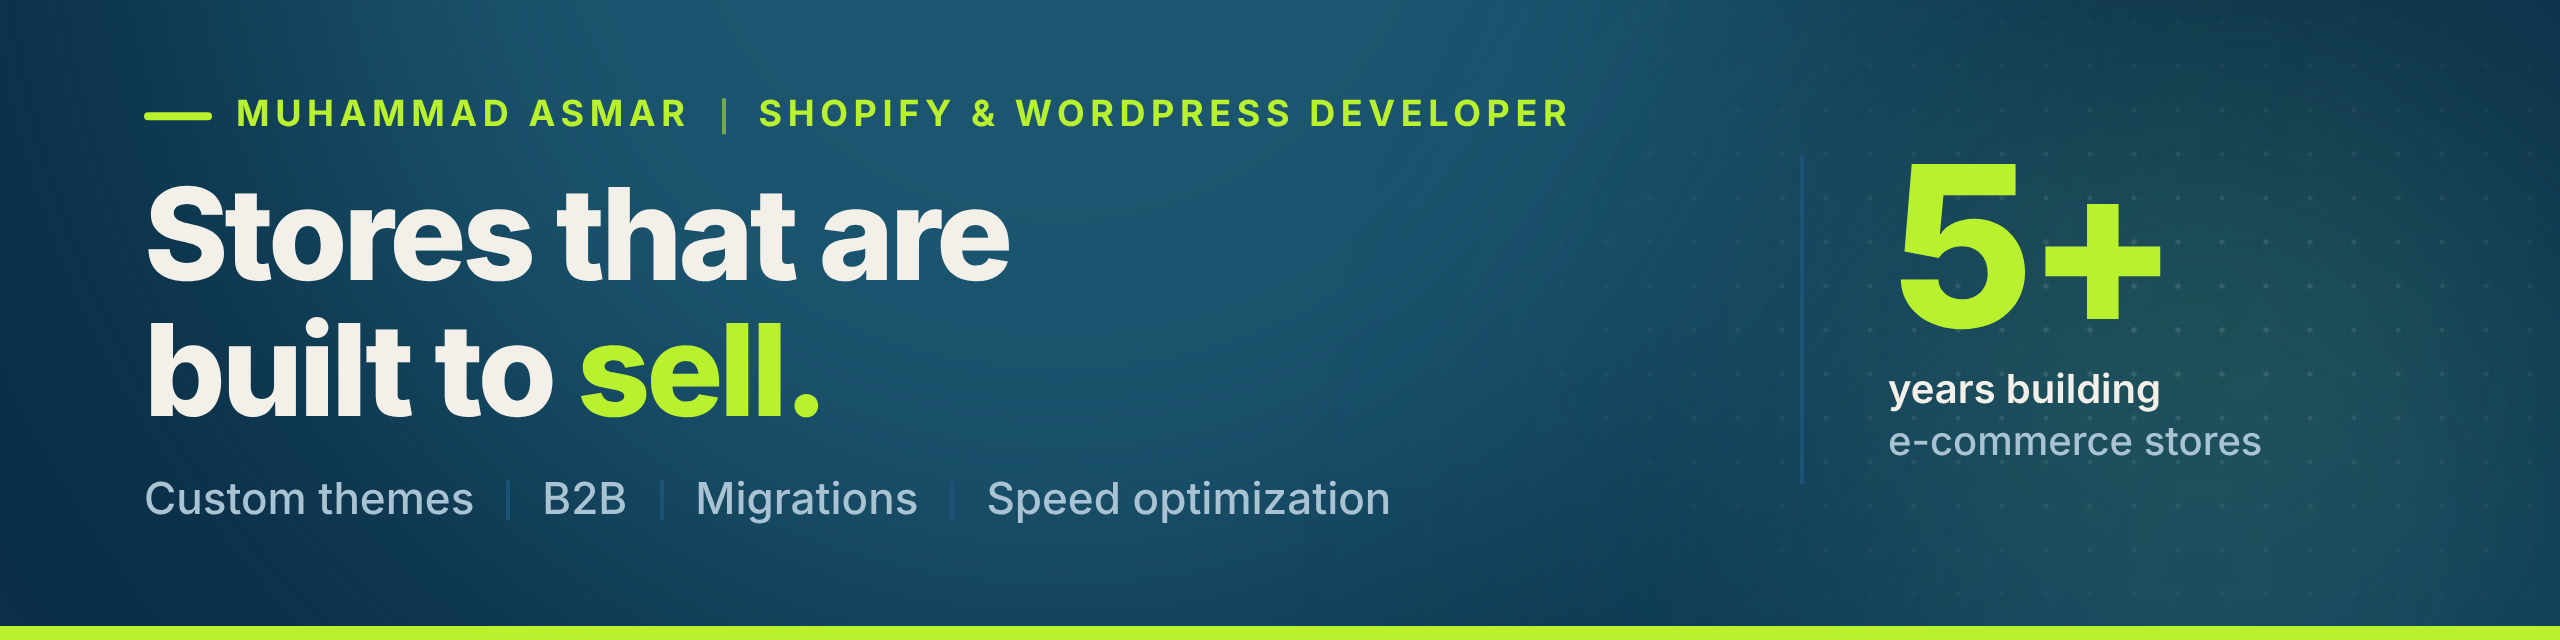 MUHAMMAD ASMAR | SHOPIFY & WORDPRESS DEVELOPER
Stores that are
built to sell.
Custom themes | B2B | Migrations | Speed optimization
5+
years building
e-commerce stores